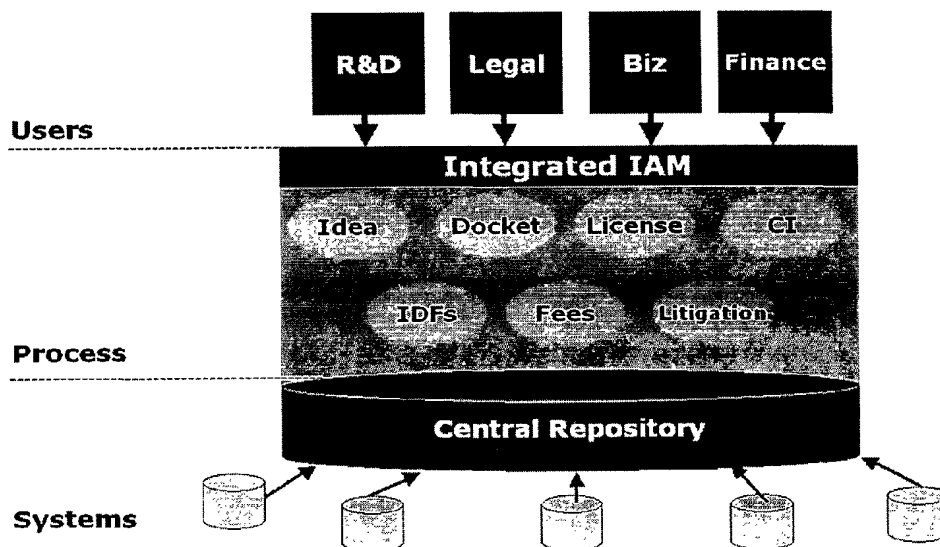 R&D
Legal
Biz
Finance
Users
Integrated IAM
Idea
Docket
License
CI
IDFs
Fees
Litigation
Process
Central Repository
Systems